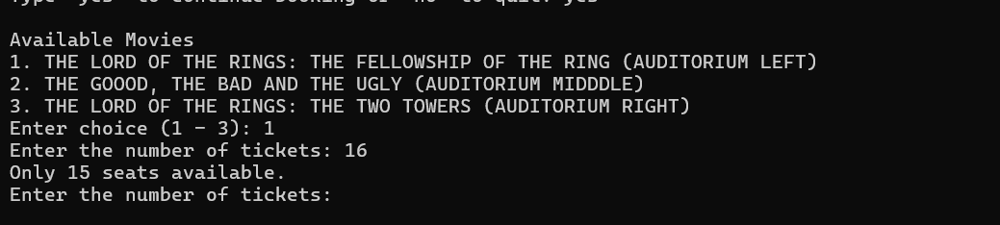 Type "yes" to continue booking or "no" to quit: yes
Available Movies
1. THE LORD OF THE RINGS: THE FELLOWSHIP OF THE RING (AUDITORIUM LEFT)
2. THE GOOOD, THE BAD AND THE UGLY (AUDITORIUM MIDDDLE)
3. THE LORD OF THE RINGS: THE TWO TOWERS (AUDITORIUM RIGHT)
Enter choice (1 - 3): 1
Enter the number of tickets: 16
Only 15 seats available.
Enter the number of tickets: